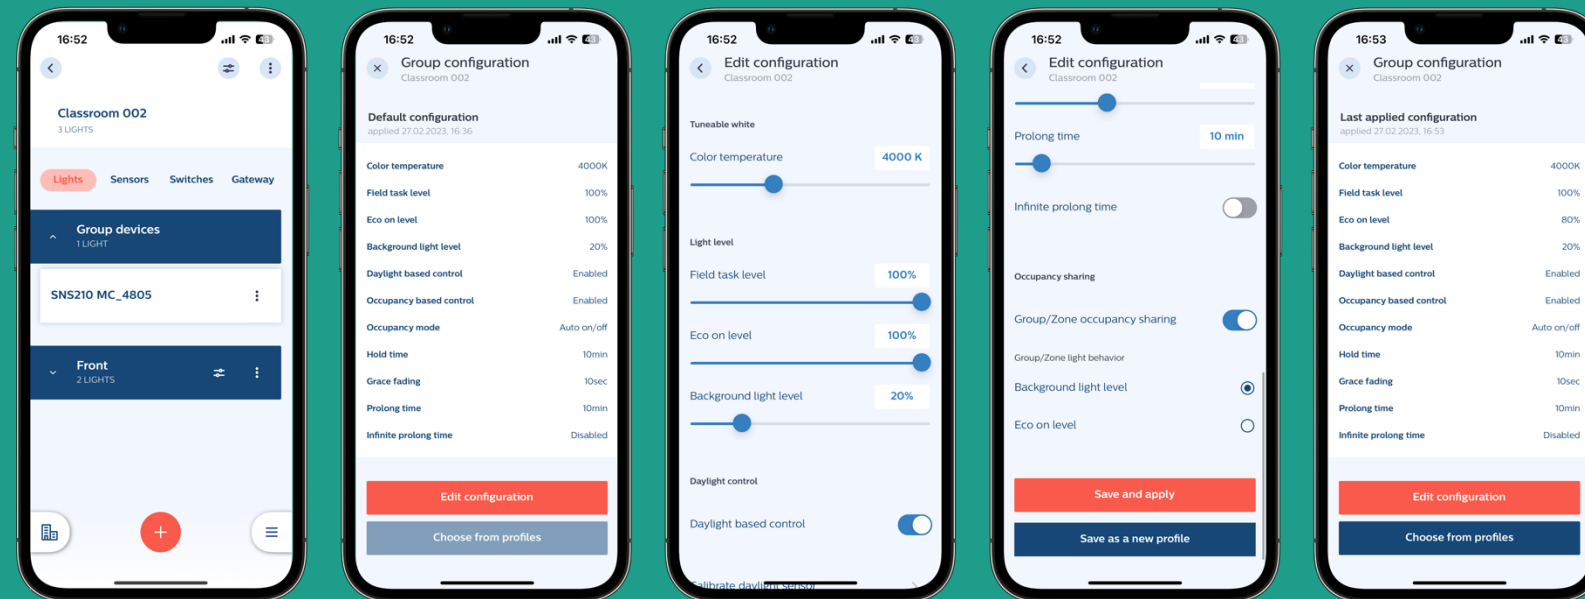 16:52
43
Classroom 002
3 LIGHTS
Lights Sensors Switches Gateway
Group devices
1 LIGHT
SNS210 MC_4805
Front
2 LIGHTS
16:52
43
Group configuration
Classroom 002
Default configuration
applied 27.02.2023, 16:36
Color temperature 4000K
Field task level 100%
Eco on level 100%
Background light level 20%
Daylight based control Enabled
Occupancy based control Enabled
Occupancy mode Auto on/off
Hold time 10min
Grace fading 10sec
Prolong time 10min
Infinite prolong time Disabled
Edit configuration
Choose from profiles
16:52
43
Edit configuration
Classroom 002
Tuneable white
Color temperature 4000 K
Light level
Field task level 100%
Eco on level 100%
Background light level 20%
Daylight control
Daylight based control
Calibrate daylight sensor
16:52
43
Edit configuration
Classroom 002
Prolong time 10 min
Infinite prolong time
Occupancy sharing
Group/Zone occupancy sharing
Group/Zone light behavior
Background light level
Eco on level
Save and apply
Save as a new profile
16:53
43
Group configuration
Classroom 002
Last applied configuration
applied 27.02.2023, 16:53
Color temperature 4000K
Field task level 100%
Eco on level 80%
Background light level 20%
Daylight based control Enabled
Occupancy based control Enabled
Occupancy mode Auto on/off
Hold time 10min
Grace fading 10sec
Prolong time 10min
Infinite prolong time Disabled
Edit configuration
Choose from profiles